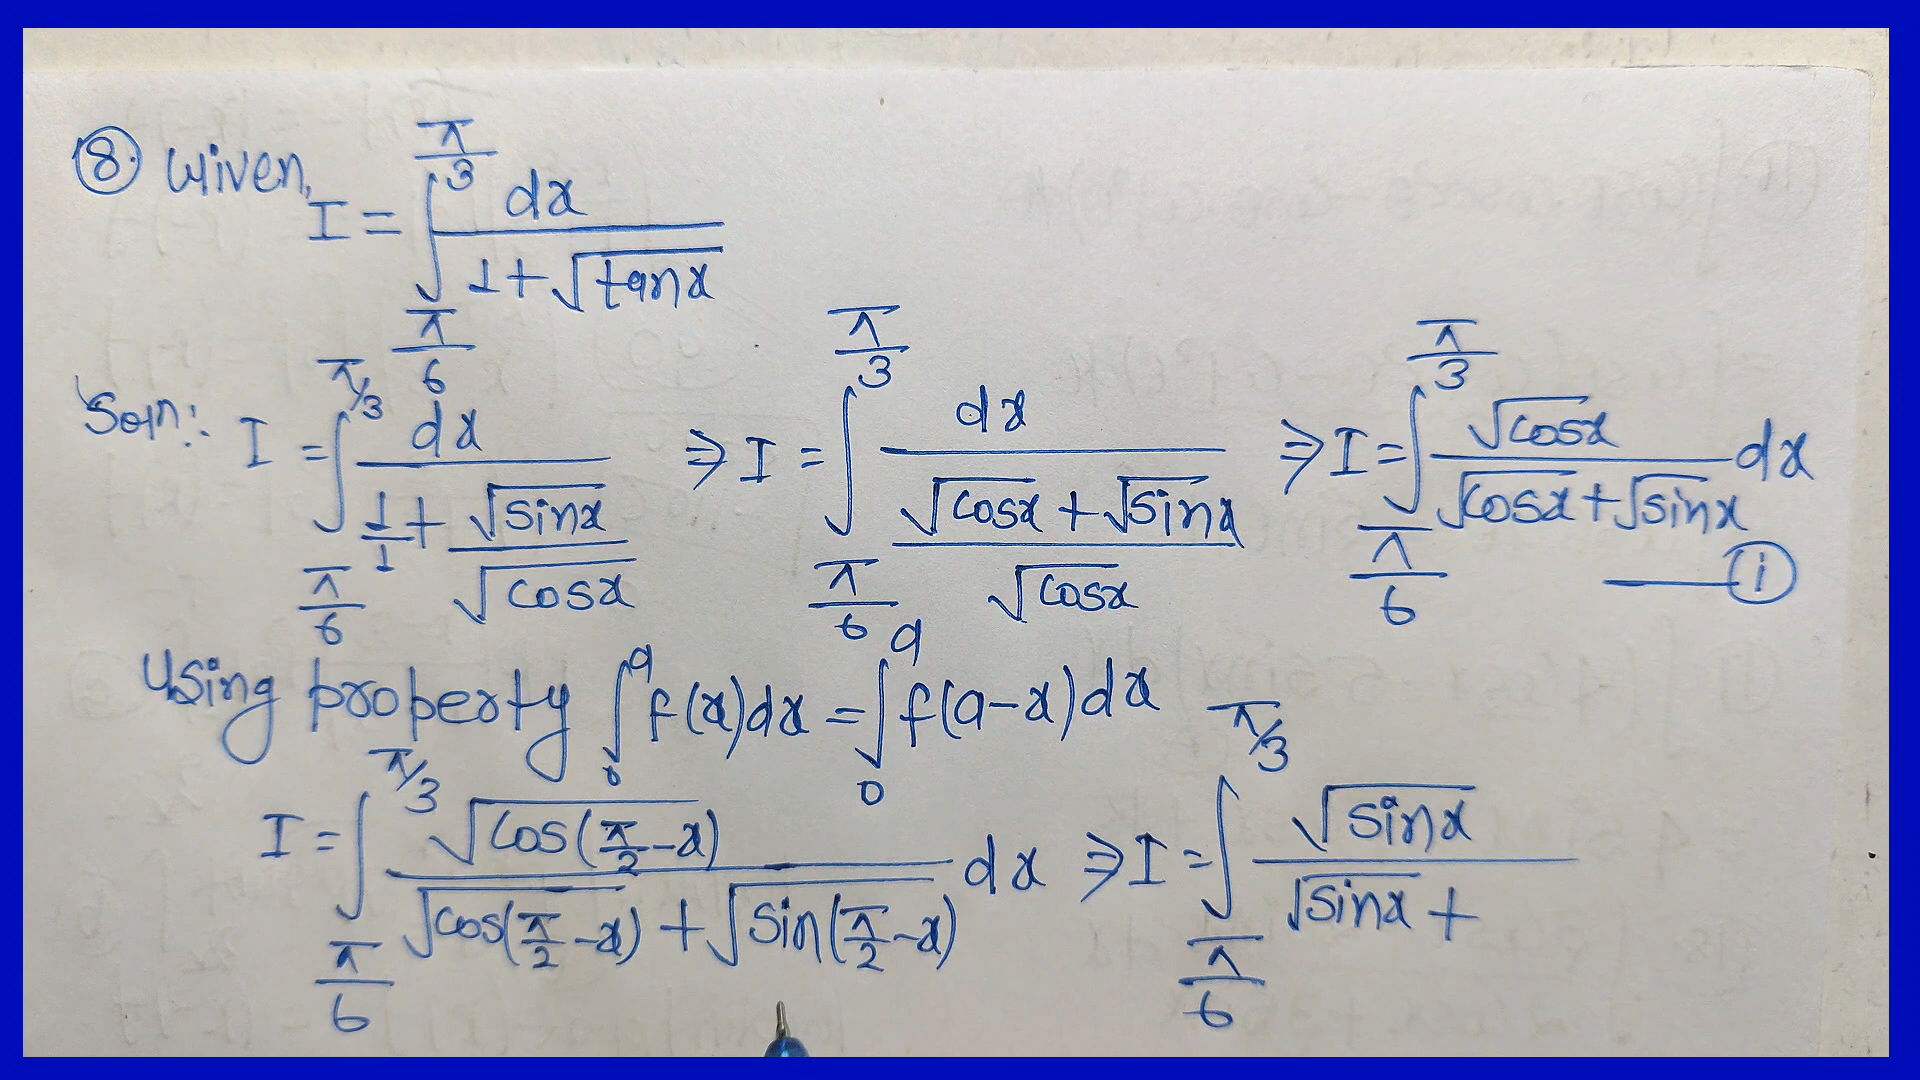 8. Given, I = ∫_{π/6}^{π/3} dx / (1 + √tanx)
Soln: I = ∫_{π/6}^{π/3} dx / (1/1 + √sinx/√cosx) ⇒ I = ∫_{π/6}^{π/3} dx / ((√cosx + √sinx)/√cosx) ⇒ I = ∫_{π/6}^{π/3} √cosx / (√cosx + √sinx) dx —(i)
Using property ∫_0^a f(x)dx = ∫_0^a f(a-x)dx
I = ∫_{π/6}^{π/3} √cos(π/2-x) / (√cos(π/2-x) + √sin(π/2-x)) dx ⇒ I = ∫_{π/6}^{π/3} √sinx / (√sinx +